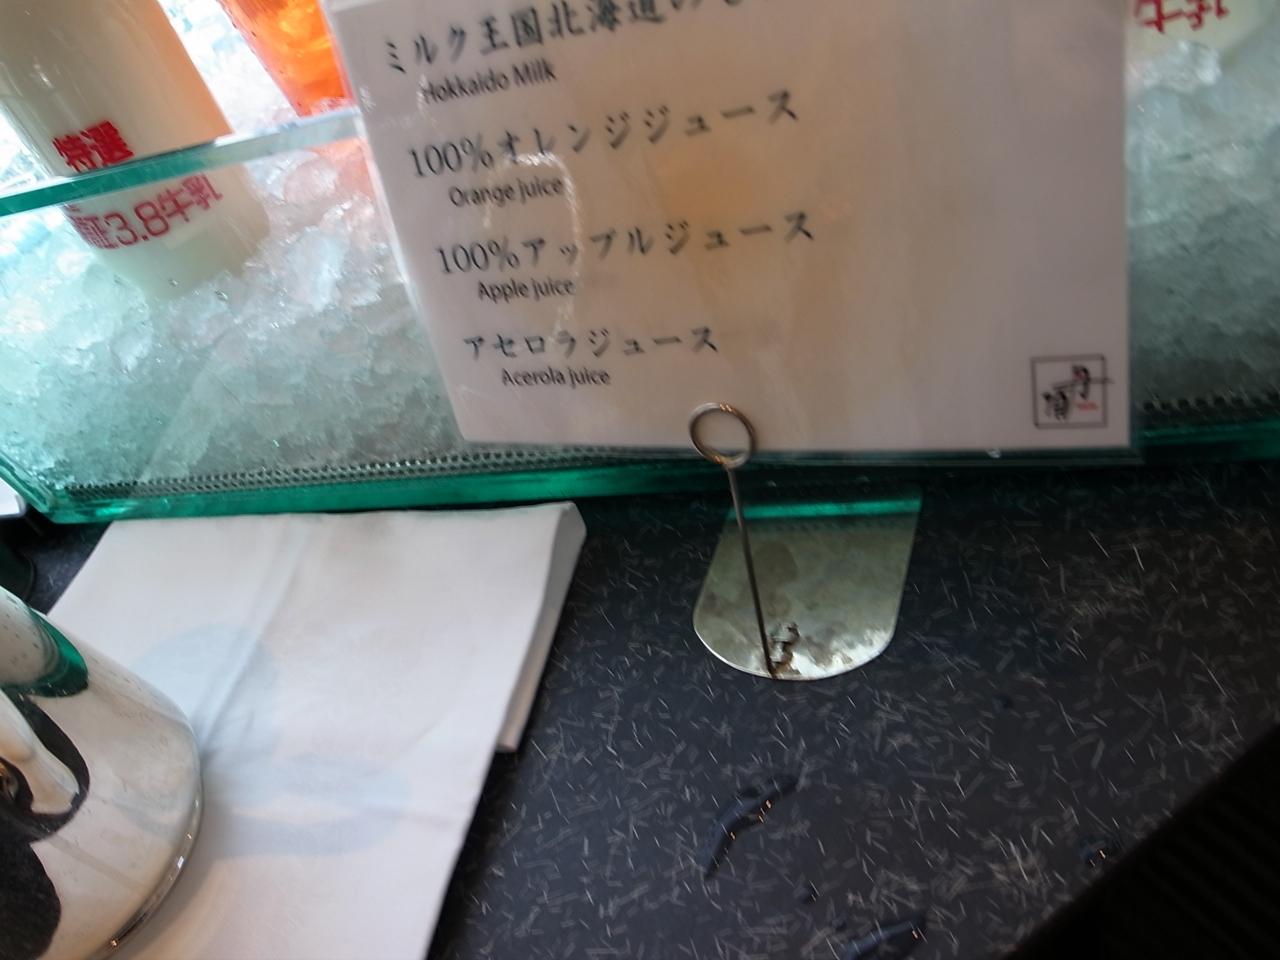 ミルク王国北海道
Hokkaido Milk
100%オレンジジュース
Orange juice
100%アップルジュース
Apple juice
アセロラジュース
Acerola juice
特選
3.8牛乳
牛乳